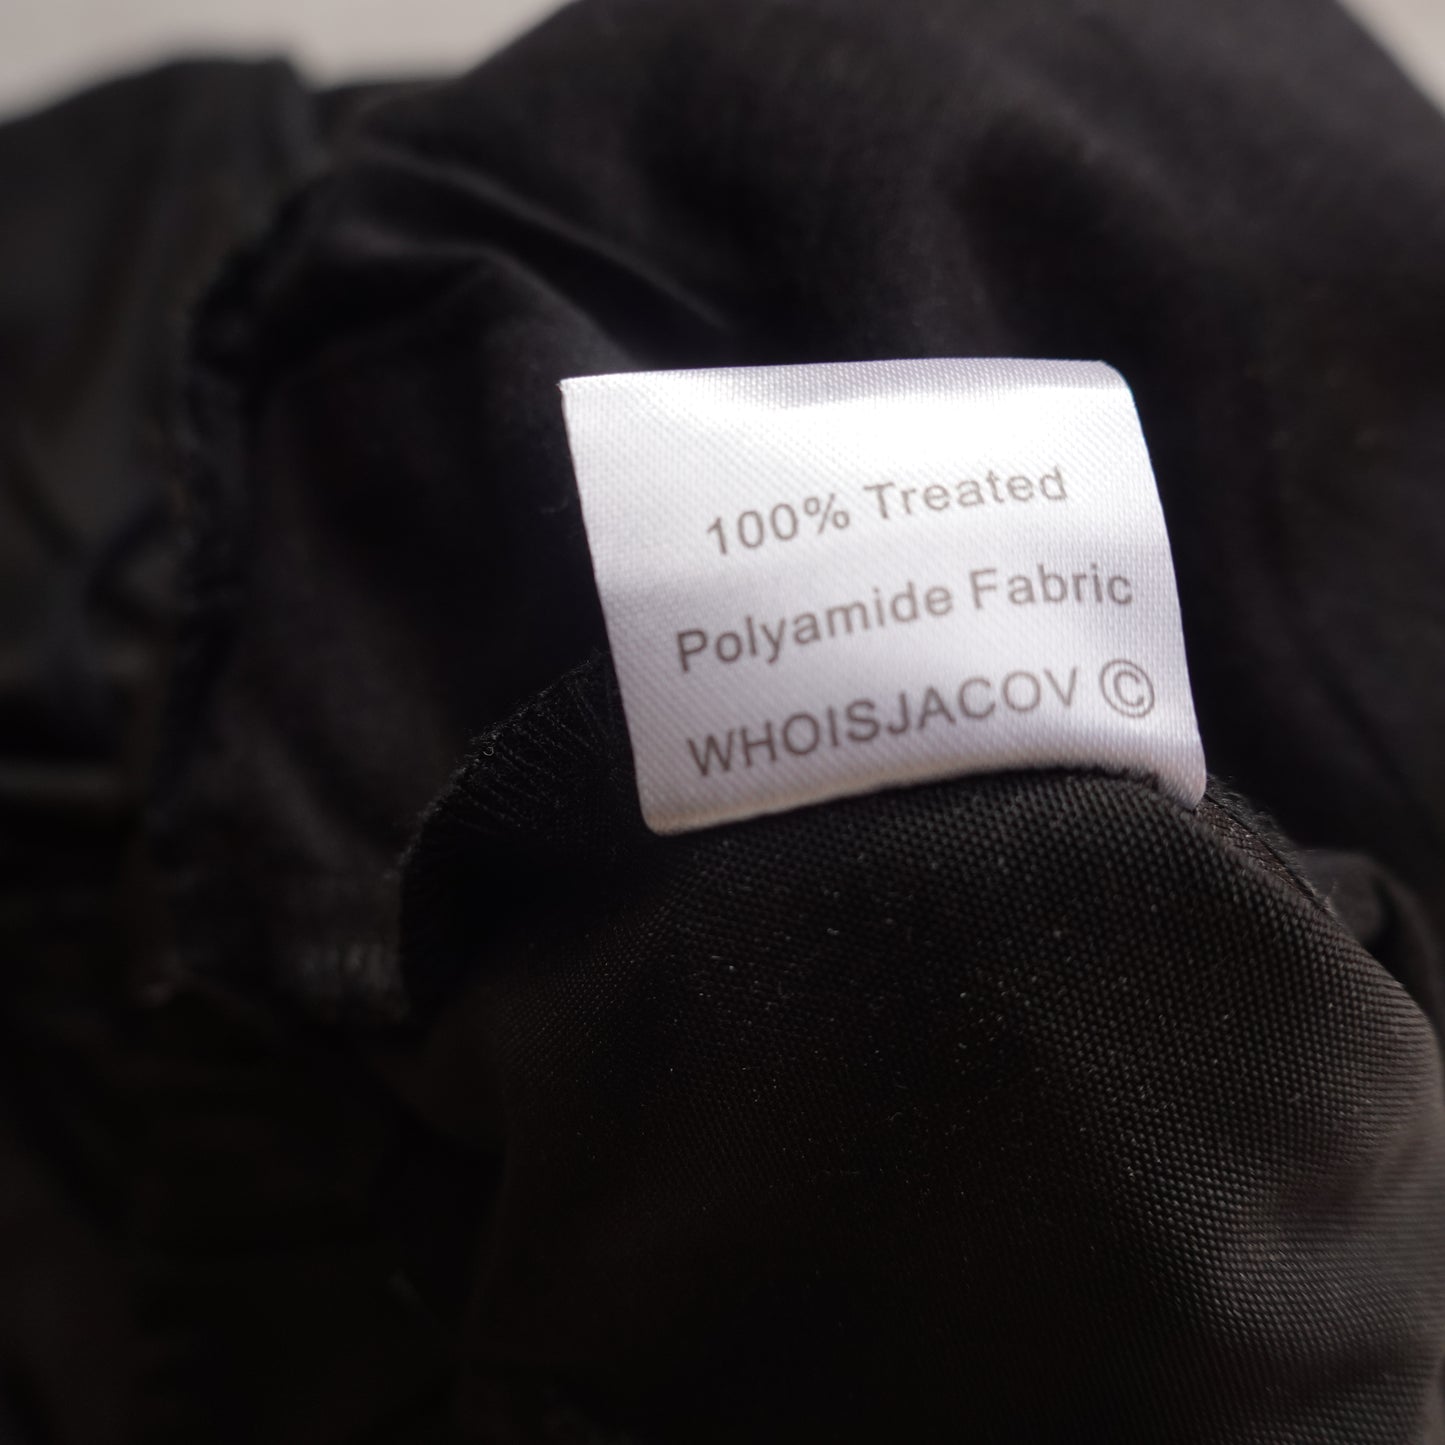 100% Treated
Polyamide Fabric
WHOISJACOV ©